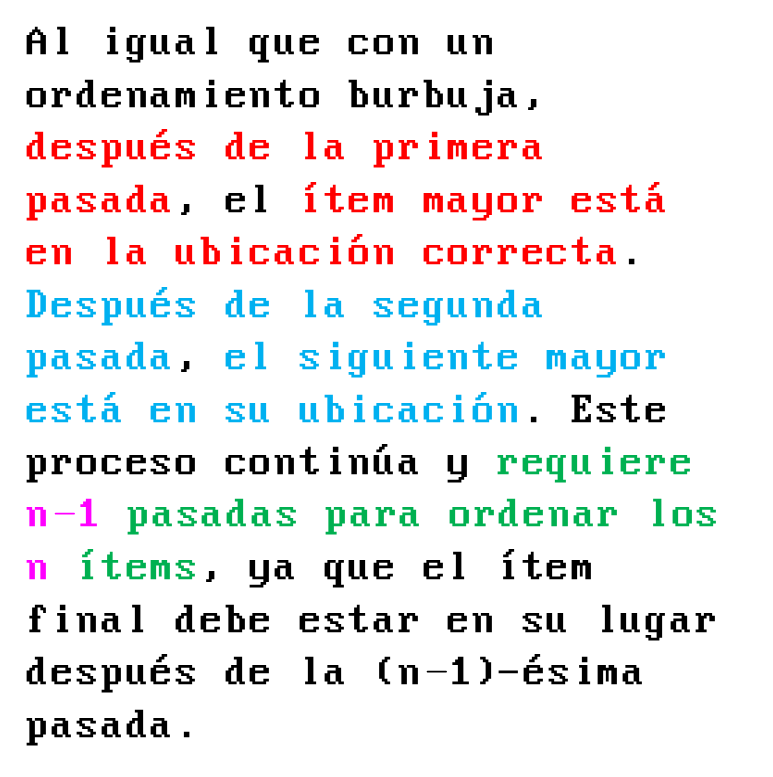 Al igual que con un
ordenamiento burbuja,
después de la primera
pasada, el ítem mayor está
en la ubicación correcta.
Después de la segunda
pasada, el siguiente mayor
está en su ubicación. Este
proceso continúa y requiere
n−1 pasadas para ordenar los
n ítems, ya que el ítem
final debe estar en su lugar
después de la (n−1)-ésima
pasada.